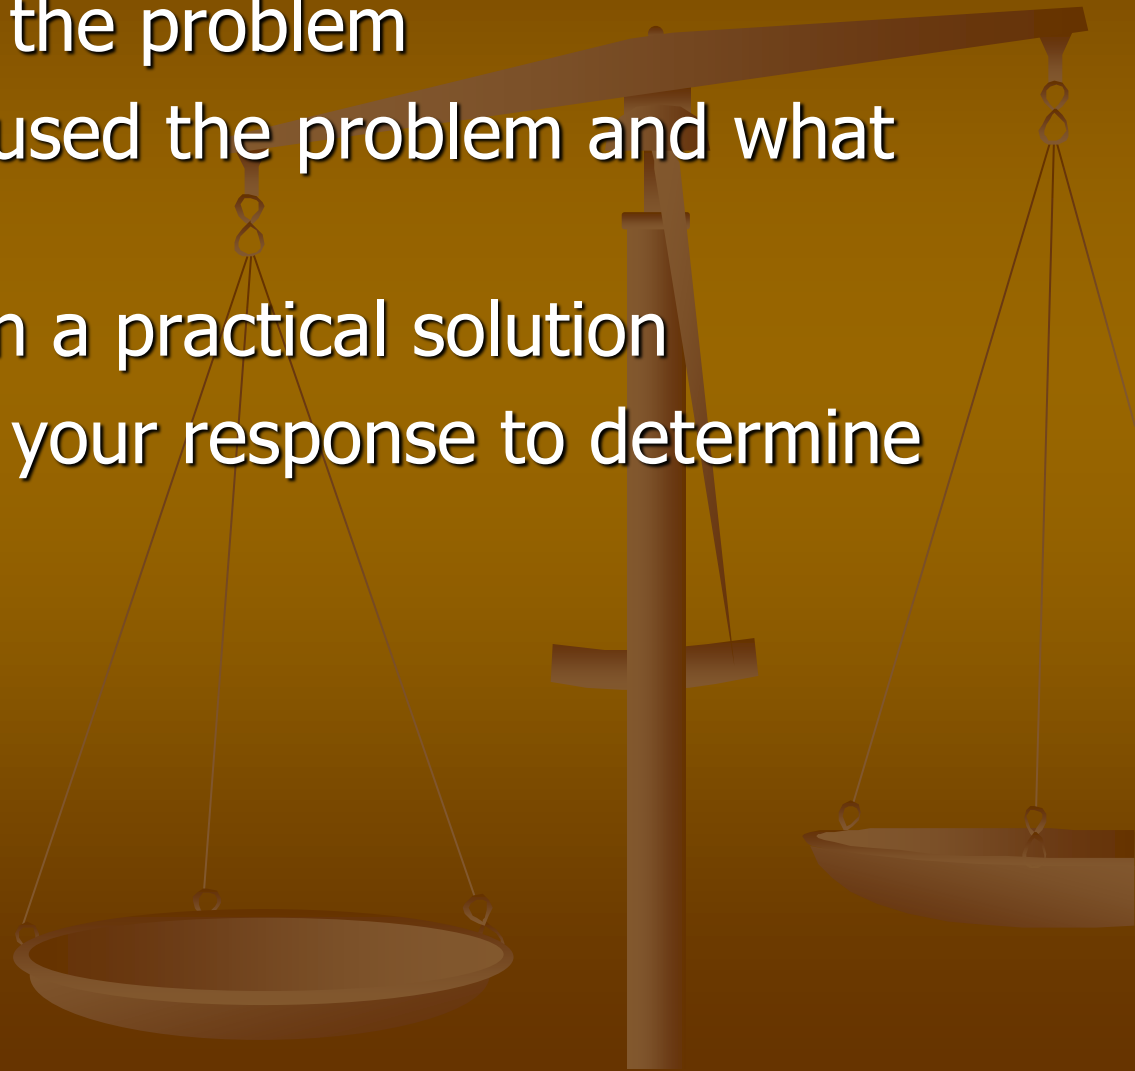 the problem
used the problem and what
n a practical solution
your response to determine